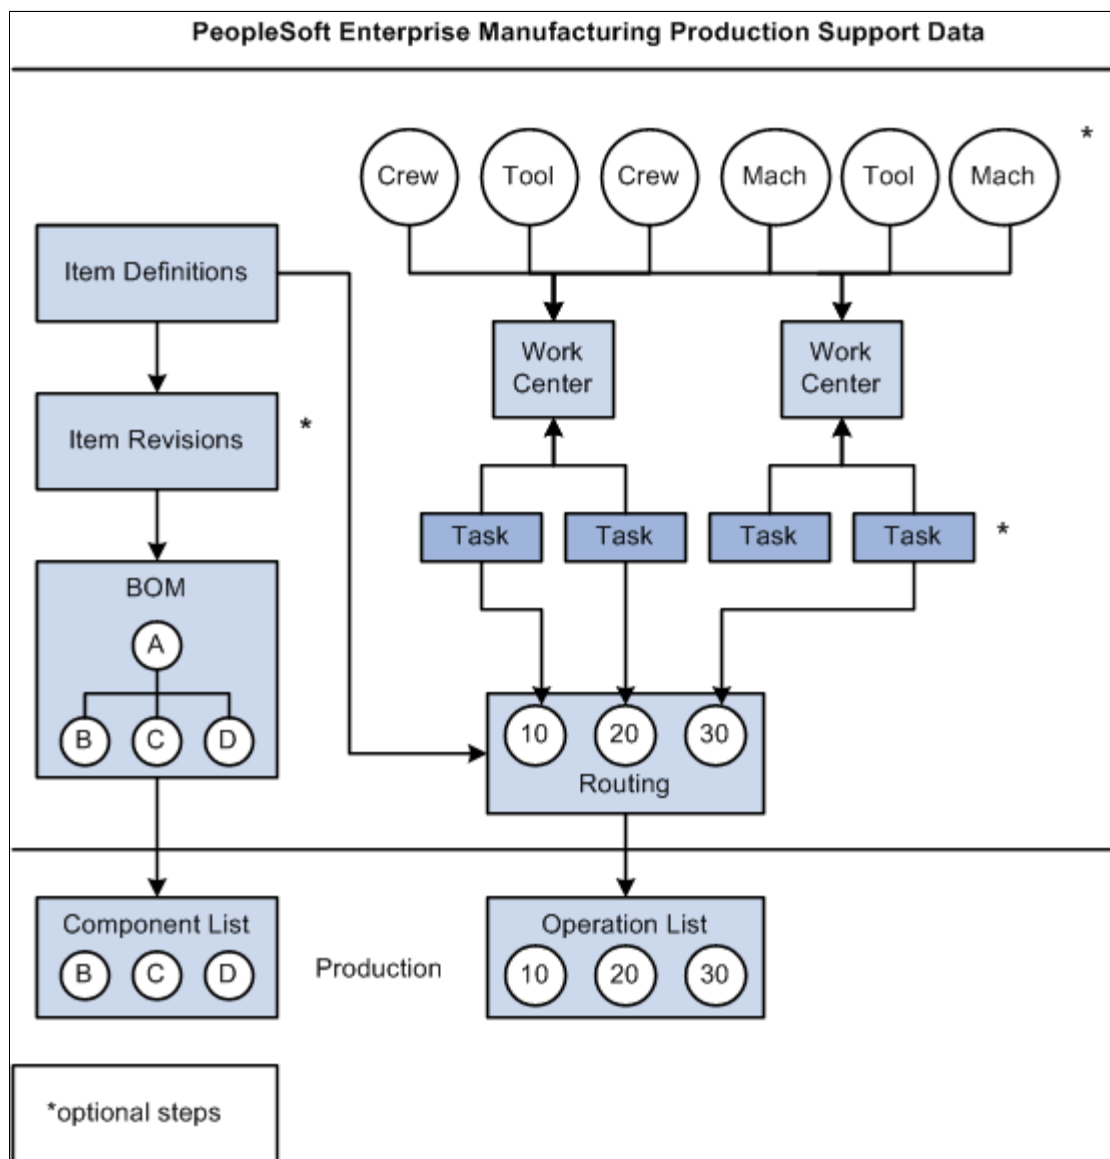 PeopleSoft Enterprise Manufacturing Production Support Data
*
Crew
Tool
Crew
Mach
Tool
Mach
Item Definitions
Work
Center
Work
Center
Item Revisions
*
Task
Task
Task
Task
*
BOM
A
B
C
D
10
20
30
Routing
Component List
B
C
D
Production
Operation List
10
20
30
*optional steps